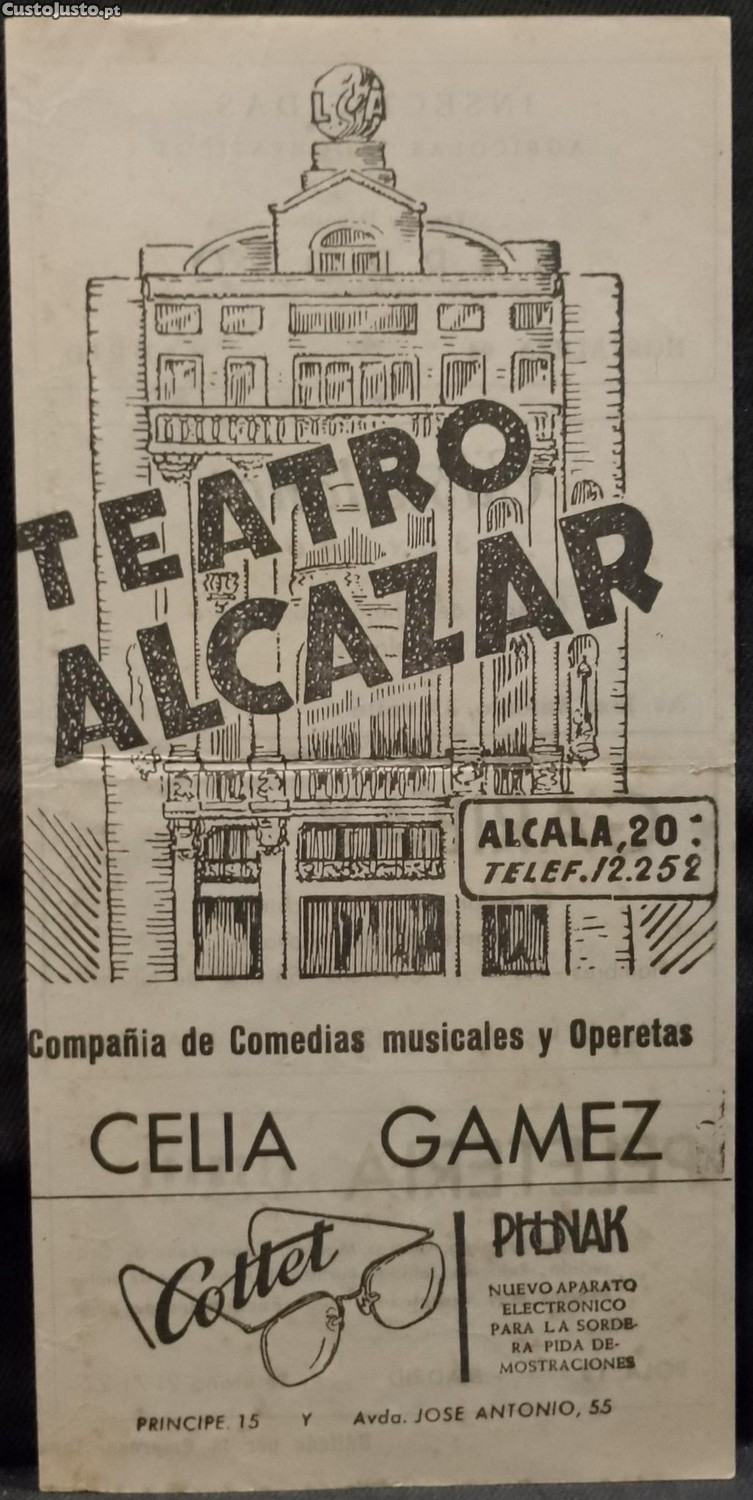 CustoJusto.pt
TEATRO
ALCAZAR
ALCALA, 20:
TELEF. 12.252
Compañia de Comedias musicales y Operetas
CELIA GAMEZ
Cottet
PHONAK
NUEVO APARATO
ELECTRONICO
PARA LA SORDE-
RA PIDA DE-
MOSTRACIONES
PRINCIPE. 15 Y Avda. JOSE ANTONIO, 55